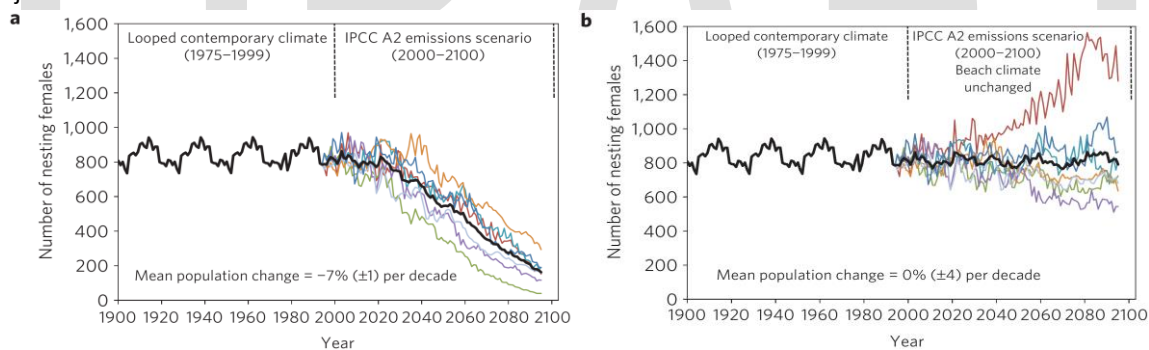 a
1,600
1,400
1,200
1,000
800
600
400
200
0
Number of nesting females
Looped contemporary climate
(1975–1999)
IPCC A2 emissions scenario
(2000–2100)
Mean population change = −7% (±1) per decade
1900 1920 1940 1960 1980 2000 2020 2040 2060 2080 2100
Year
b
1,600
1,400
1,200
1,000
800
600
400
200
0
Number of nesting females
Looped contemporary climate
(1975–1999)
IPCC A2 emissions scenario
(2000–2100)
Beach climate
unchanged
Mean population change = 0% (±4) per decade
1900 1920 1940 1960 1980 2000 2020 2040 2060 2080 2100
Year